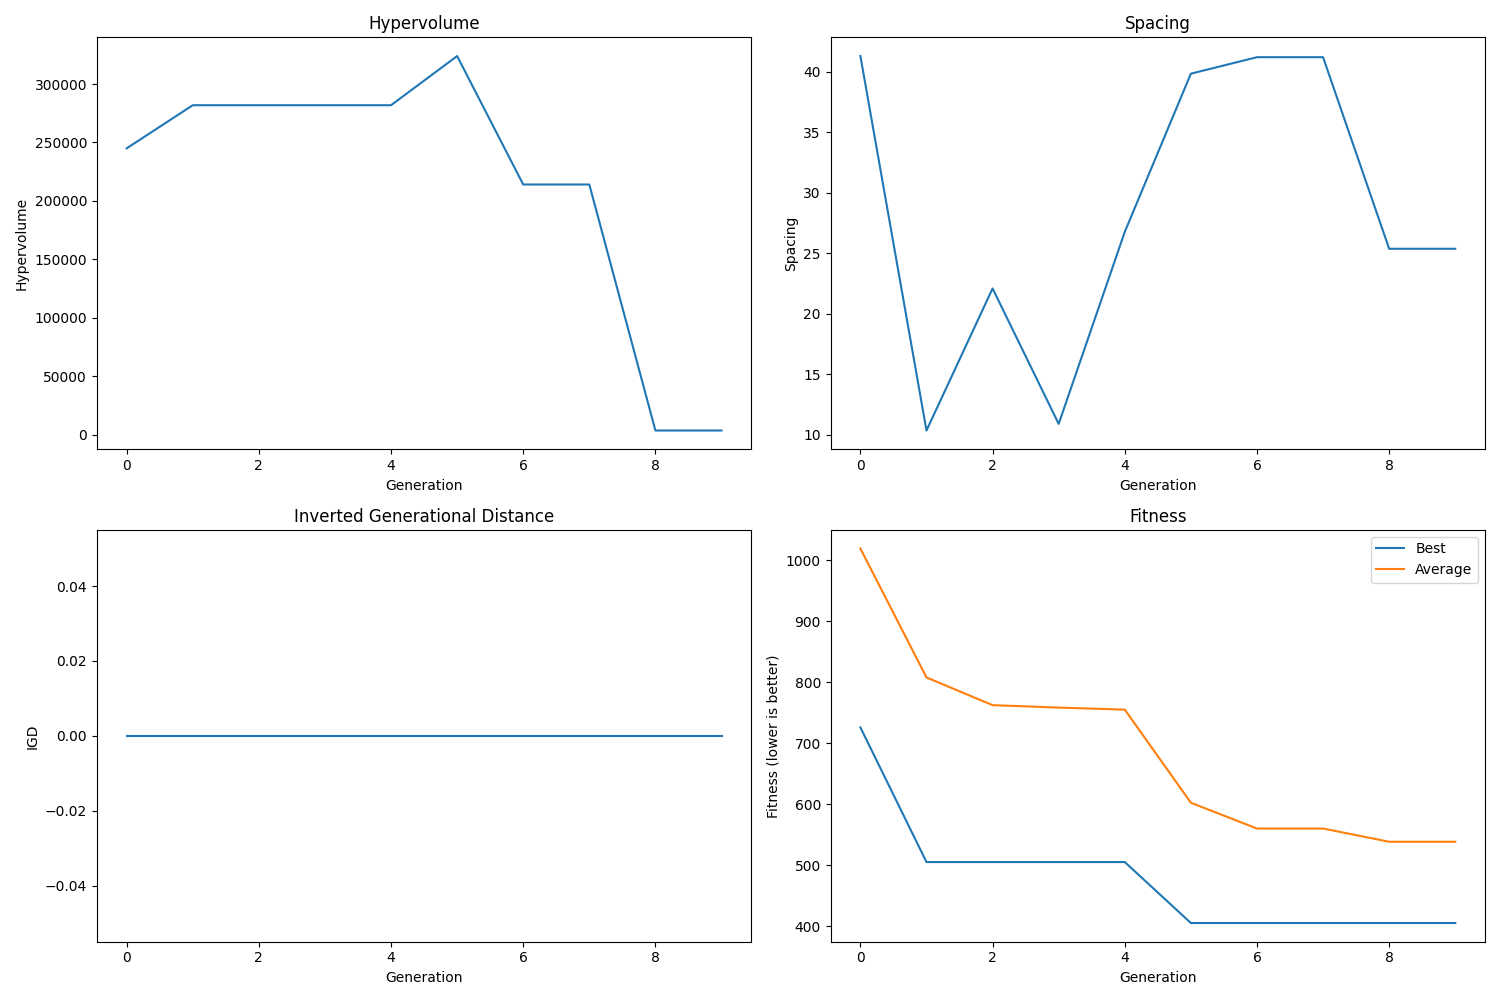 Hypervolume
Hypervolume
300000
250000
200000
150000
100000
50000
0
0 2 4 6 8
Generation
Spacing
Spacing
40
35
30
25
20
15
10
0 2 4 6 8
Generation
Inverted Generational Distance
IGD
0.04
0.02
0.00
−0.02
−0.04
0 2 4 6 8
Generation
Fitness
Fitness (lower is better)
Best
Average
1000
900
800
700
600
500
400
0 2 4 6 8
Generation